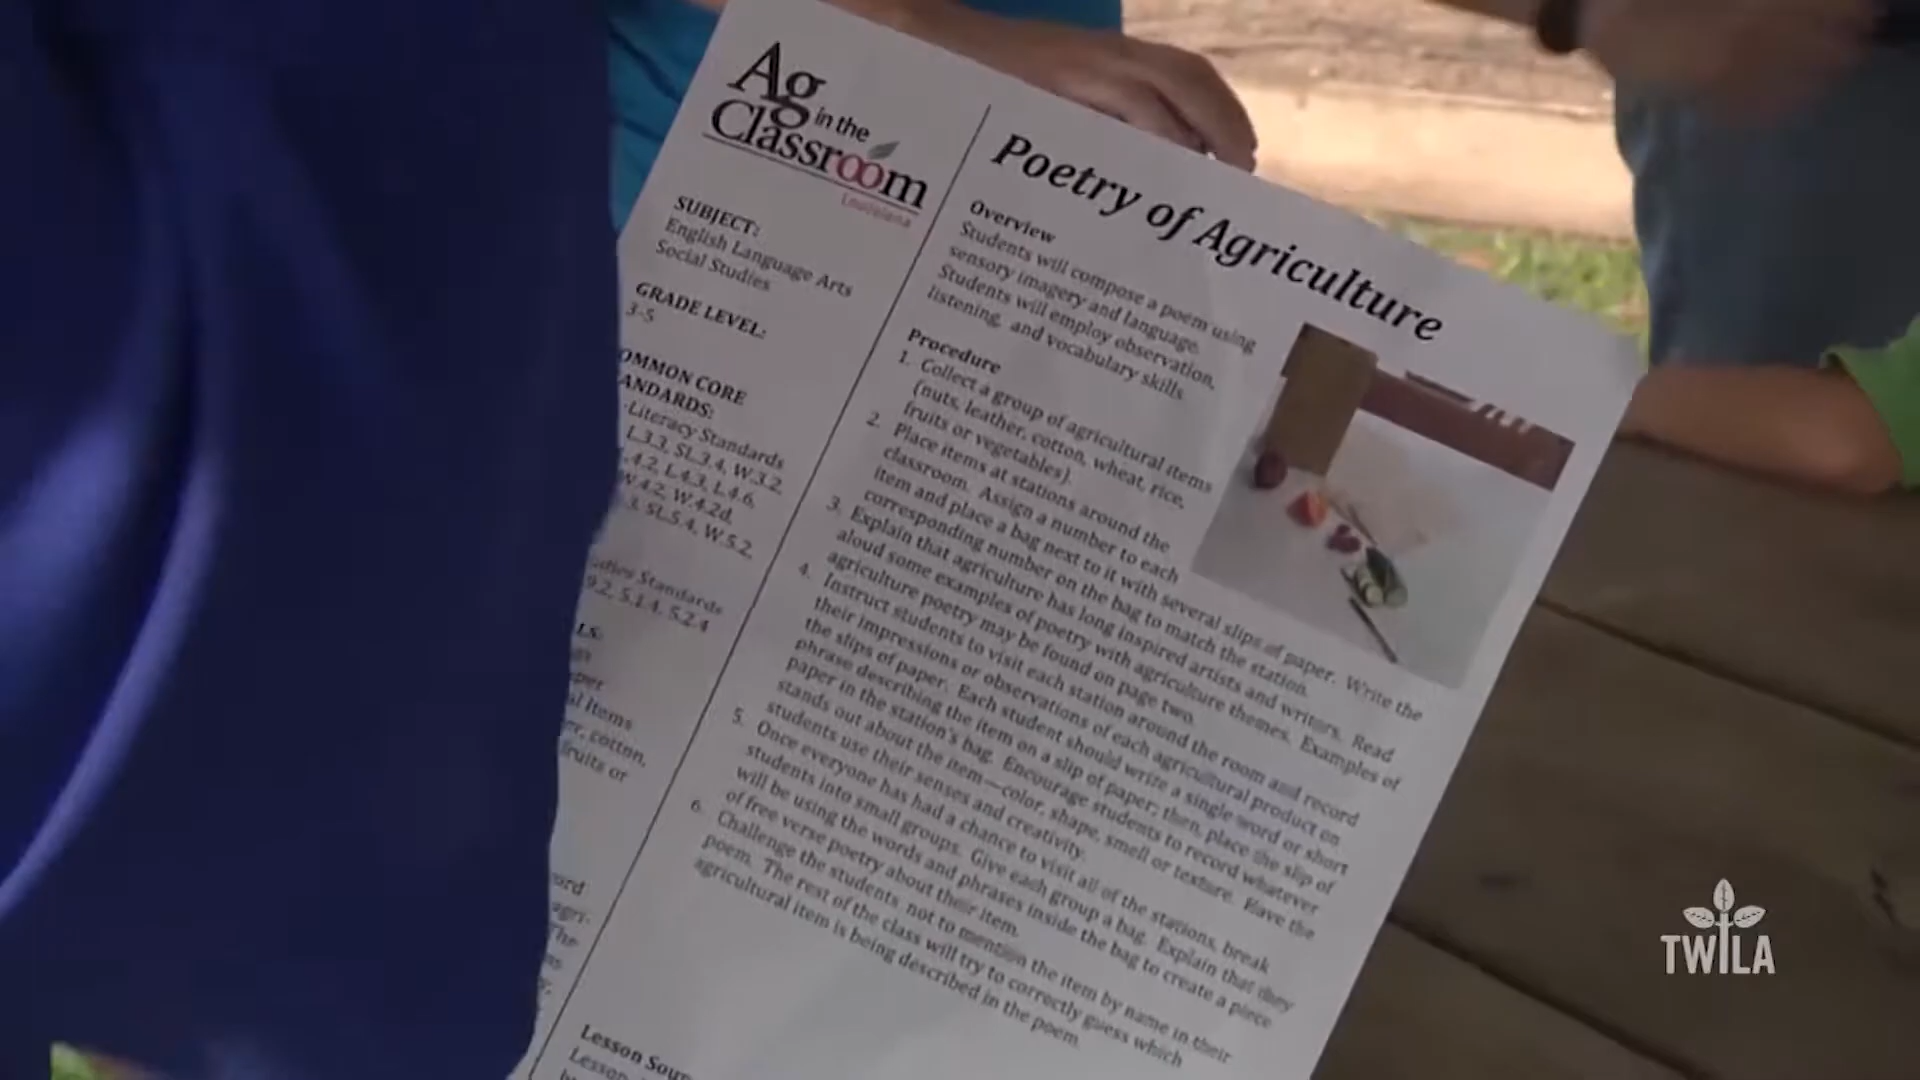 Ag
in the
Classroom
Louisiana
SUBJECT:
English Language Arts
Social Studies
GRADE LEVEL:
3-5
OMMON CORE
ANDARDS:
Literacy Standards
L.3.3, SL.3.4, W.3.2,
.4.2, L.4.3, L.4.6,
W.4.2, W.4.2d,
SL.5.4, W.5.2,
Standards
9.2, 5.1.4, 5.2.4
LS:
per
al items
cotton,
fruits or
ord
agri-
The
Lesson
Lesson
Poetry of Agriculture
Overview
Students will compose a poem using
sensory imagery and language.
Students will employ observation,
listening, and vocabulary skills.
Procedure
1. Collect a group of agricultural items
(nuts, leather, cotton, wheat, rice,
fruits or vegetables).
2. Place items at stations around the
classroom. Assign a number to each
item and place a bag next to it with several slips of paper. Write the
corresponding number on the bag to match the station.
3. Explain that agriculture has long inspired artists and writers. Read
aloud some examples of poetry with agriculture themes. Examples of
agriculture poetry may be found on page two.
4. Instruct students to visit each station around the room and record
their impressions or observations of each agricultural product on
the slips of paper. Each student should write a single word or short
phrase describing the item on a slip of paper; then, place the slip of
paper in the station's bag. Encourage students to record whatever
stands out about the item—color, shape, smell or texture. Have the
students use their senses and creativity.
5. Once everyone has had a chance to visit all of the stations, break
students into small groups. Give each group a bag. Explain that they
will be using the words and phrases inside the bag to create a piece
of free verse poetry about their item.
6. Challenge the students not to mention the item by name in their
poem. The rest of the class will try to correctly guess which
agricultural item is being described in the poem.
TWILA